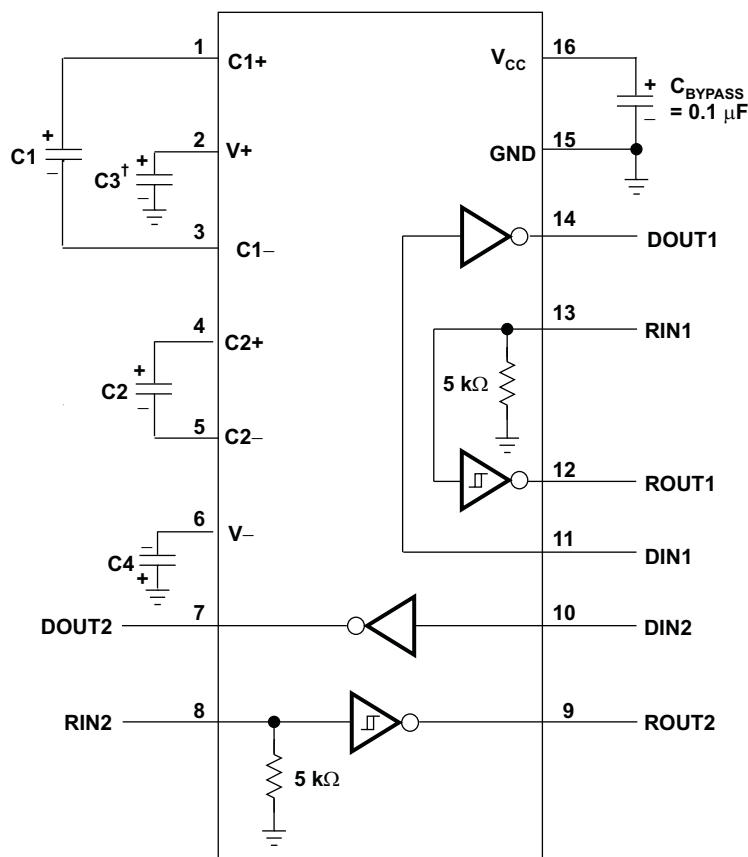 1
C1+
VCC
16
+
CBYPASS
= 0.1 μF
−
+
C1
−
2
V+
+
C3†
−
GND
15
3
C1−
14
DOUT1
13
RIN1
4
C2+
+
C2
−
5 kΩ
5
C2−
12
ROUT1
6
V−
−
C4
+
11
DIN1
DOUT2
7
10
DIN2
RIN2
8
9
ROUT2
5 kΩ